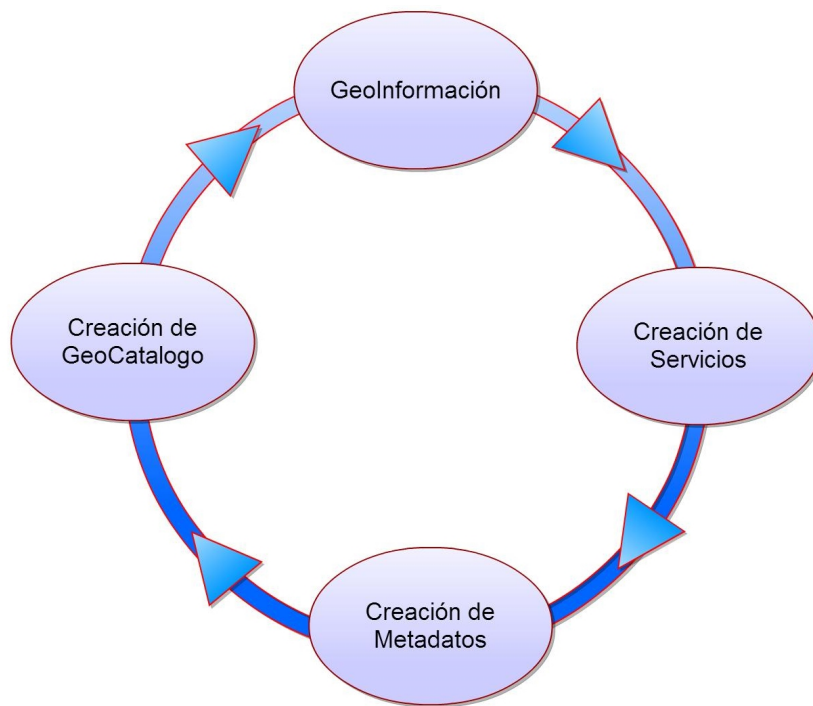 GeoInformación
Creación de
Servicios
Creación de
Metadatos
Creación de
GeoCatalogo